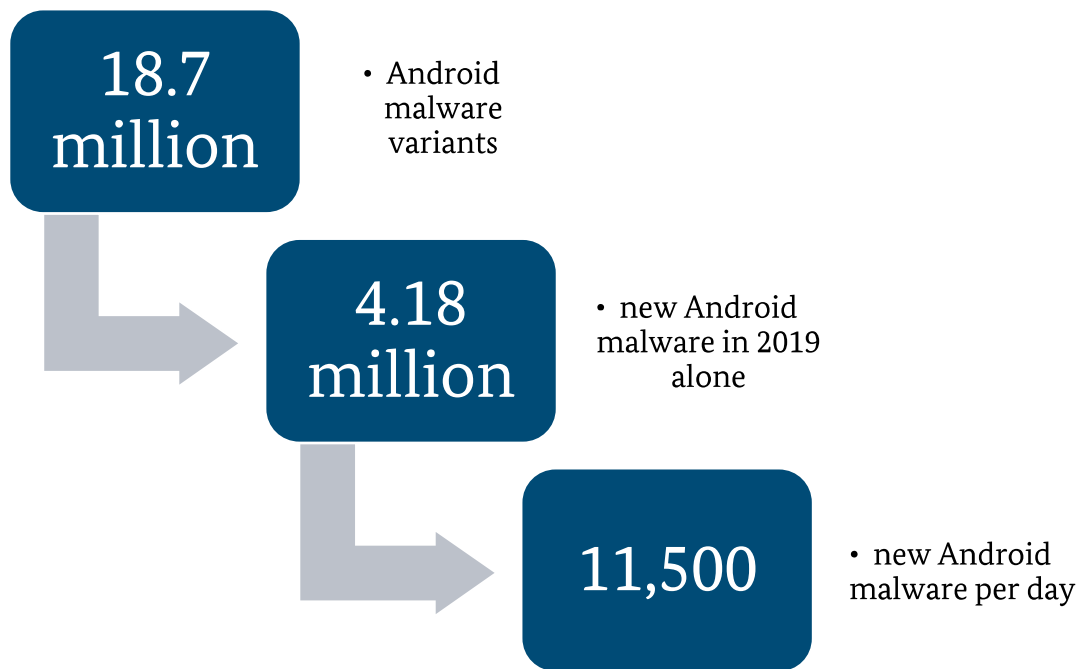 18.7
million
• Android
malware
variants
4.18
million
• new Android
malware in 2019
alone
11,500
• new Android
malware per day